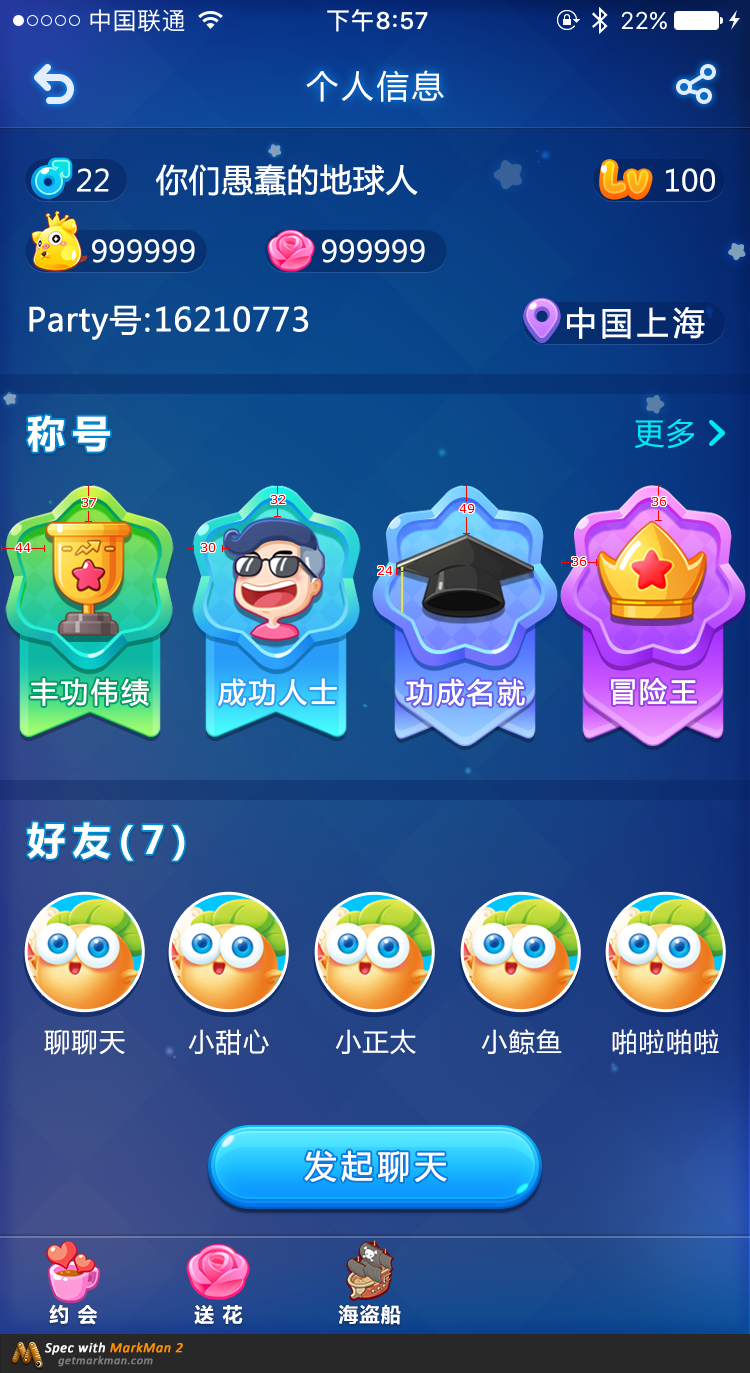 中国联通 下午8:57 22%
个人信息
22 你们愚蠢的地球人 LV 100
999999 999999
Party号:16210773 中国上海
称号 更多
37 32 49 36
44 30 24 36
丰功伟绩 成功人士 功成名就 冒险王
好友(7)
聊聊天 小甜心 小正太 小鲸鱼 啪啦啪啦
发起聊天
约会 送花 海盗船
Spec with MarkMan 2
getmarkman.com